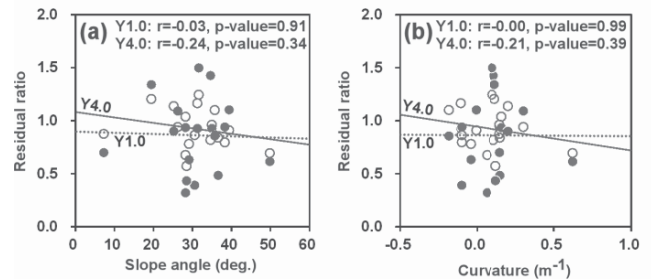 (a) Y1.0: r=-0.03, p-value=0.91
Y4.0: r=-0.24, p-value=0.34
Residual ratio
2.0
1.5
1.0
0.5
0.0
Y4.0
Y1.0
0 10 20 30 40 50 60
Slope angle (deg.)
(b) Y1.0: r=-0.00, p-value=0.99
Y4.0: r=-0.21, p-value=0.39
Residual ratio
2.0
1.5
1.0
0.5
0.0
Y4.0
Y1.0
-0.5 0.0 0.5 1.0
Curvature (m⁻¹)